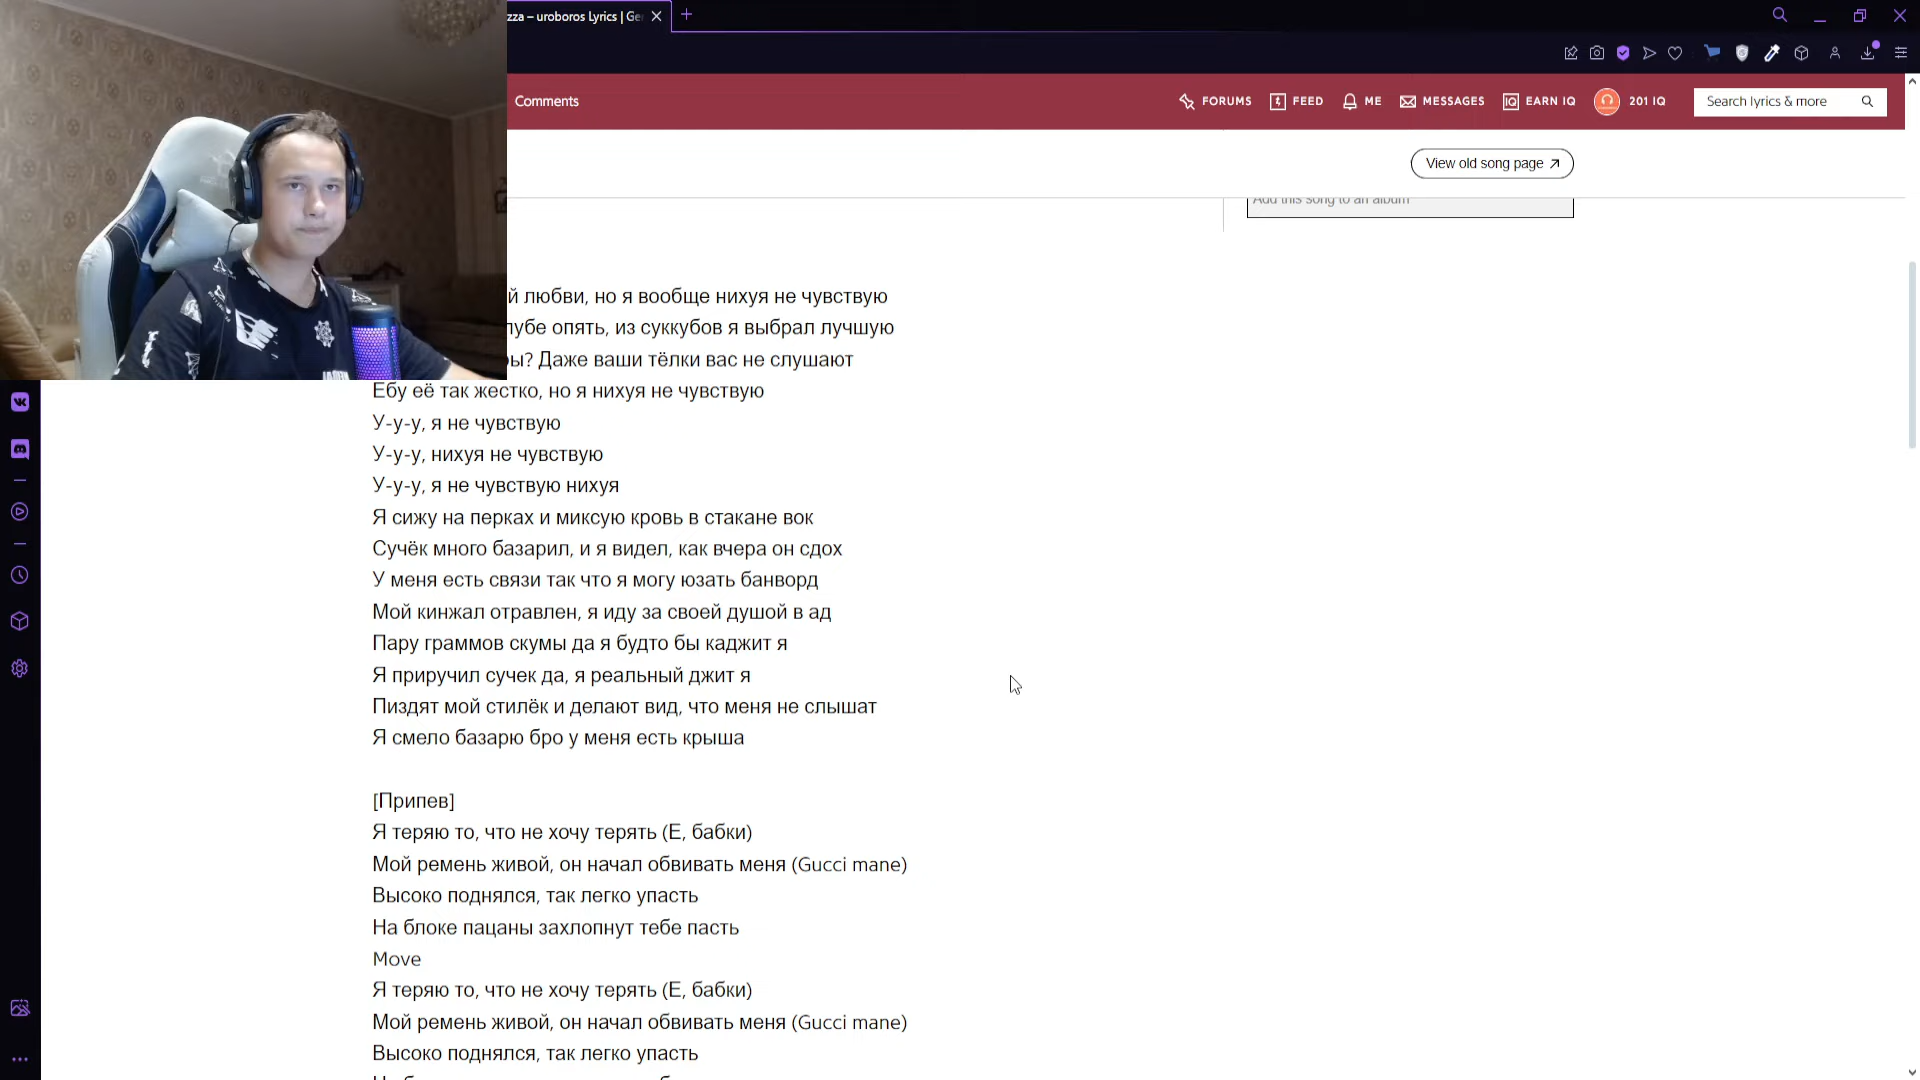 zza – uroboros Lyrics | Ge
Comments
FORUMS
FEED
ME
MESSAGES
EARN IQ
201 IQ
Search lyrics & more
View old song page
Add this song to an album
й любви, но я вообще нихуя не чувствую
лубе опять, из суккубов я выбрал лучшую
ры? Даже ваши тёлки вас не слушают
Ебу её так жестко, но я нихуя не чувствую
У-у-у, я не чувствую
У-у-у, нихуя не чувствую
У-у-у, я не чувствую нихуя
Я сижу на перках и миксую кровь в стакане вок
Сучёк много базарил, и я видел, как вчера он сдох
У меня есть связи так что я могу юзать банворд
Мой кинжал отравлен, я иду за своей душой в ад
Пару граммов скумы да я будто бы каджит я
Я приручил сучек да, я реальный джит я
Пиздят мой стилёк и делают вид, что меня не слышат
Я смело базарю бро у меня есть крыша
[Припев]
Я теряю то, что не хочу терять (Е, бабки)
Мой ремень живой, он начал обвивать меня (Gucci mane)
Высоко поднялся, так легко упасть
На блоке пацаны захлопнут тебе пасть
Move
Я теряю то, что не хочу терять (Е, бабки)
Мой ремень живой, он начал обвивать меня (Gucci mane)
Высоко поднялся, так легко упасть